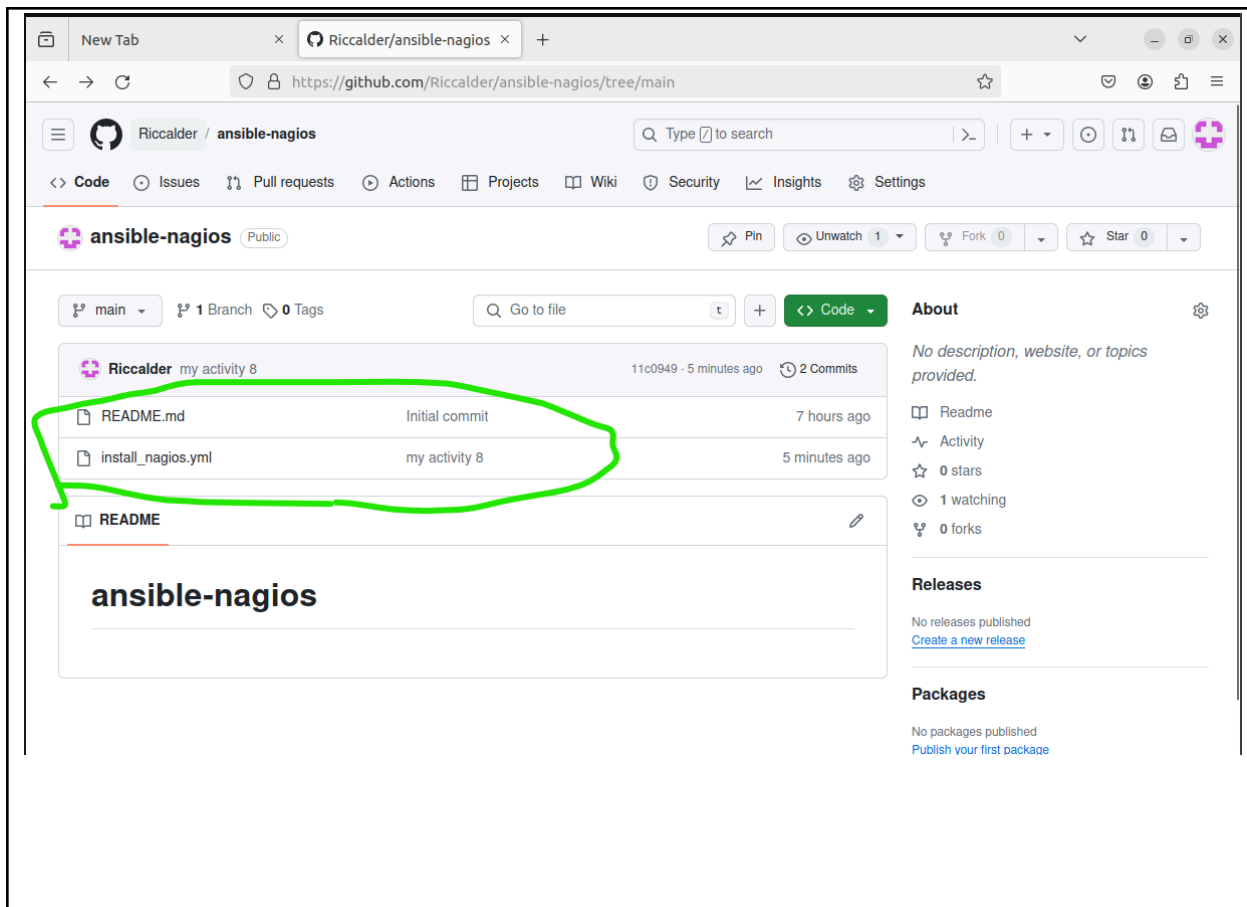 New Tab
Riccalder/ansible-nagios
https://github.com/Riccalder/ansible-nagios/tree/main
Riccalder / ansible-nagios
Type / to search
Code Issues Pull requests Actions Projects Wiki Security Insights Settings
ansible-nagios Public
Pin Unwatch 1 Fork 0 Star 0
main 1 Branch 0 Tags Go to file t Code
Riccalder my activity 8 11c0949 · 5 minutes ago 2 Commits
README.md Initial commit 7 hours ago
install_nagios.yml my activity 8 5 minutes ago
README
ansible-nagios
About
No description, website, or topics
provided.
Readme
Activity
0 stars
1 watching
0 forks
Releases
No releases published
Create a new release
Packages
No packages published
Publish your first package